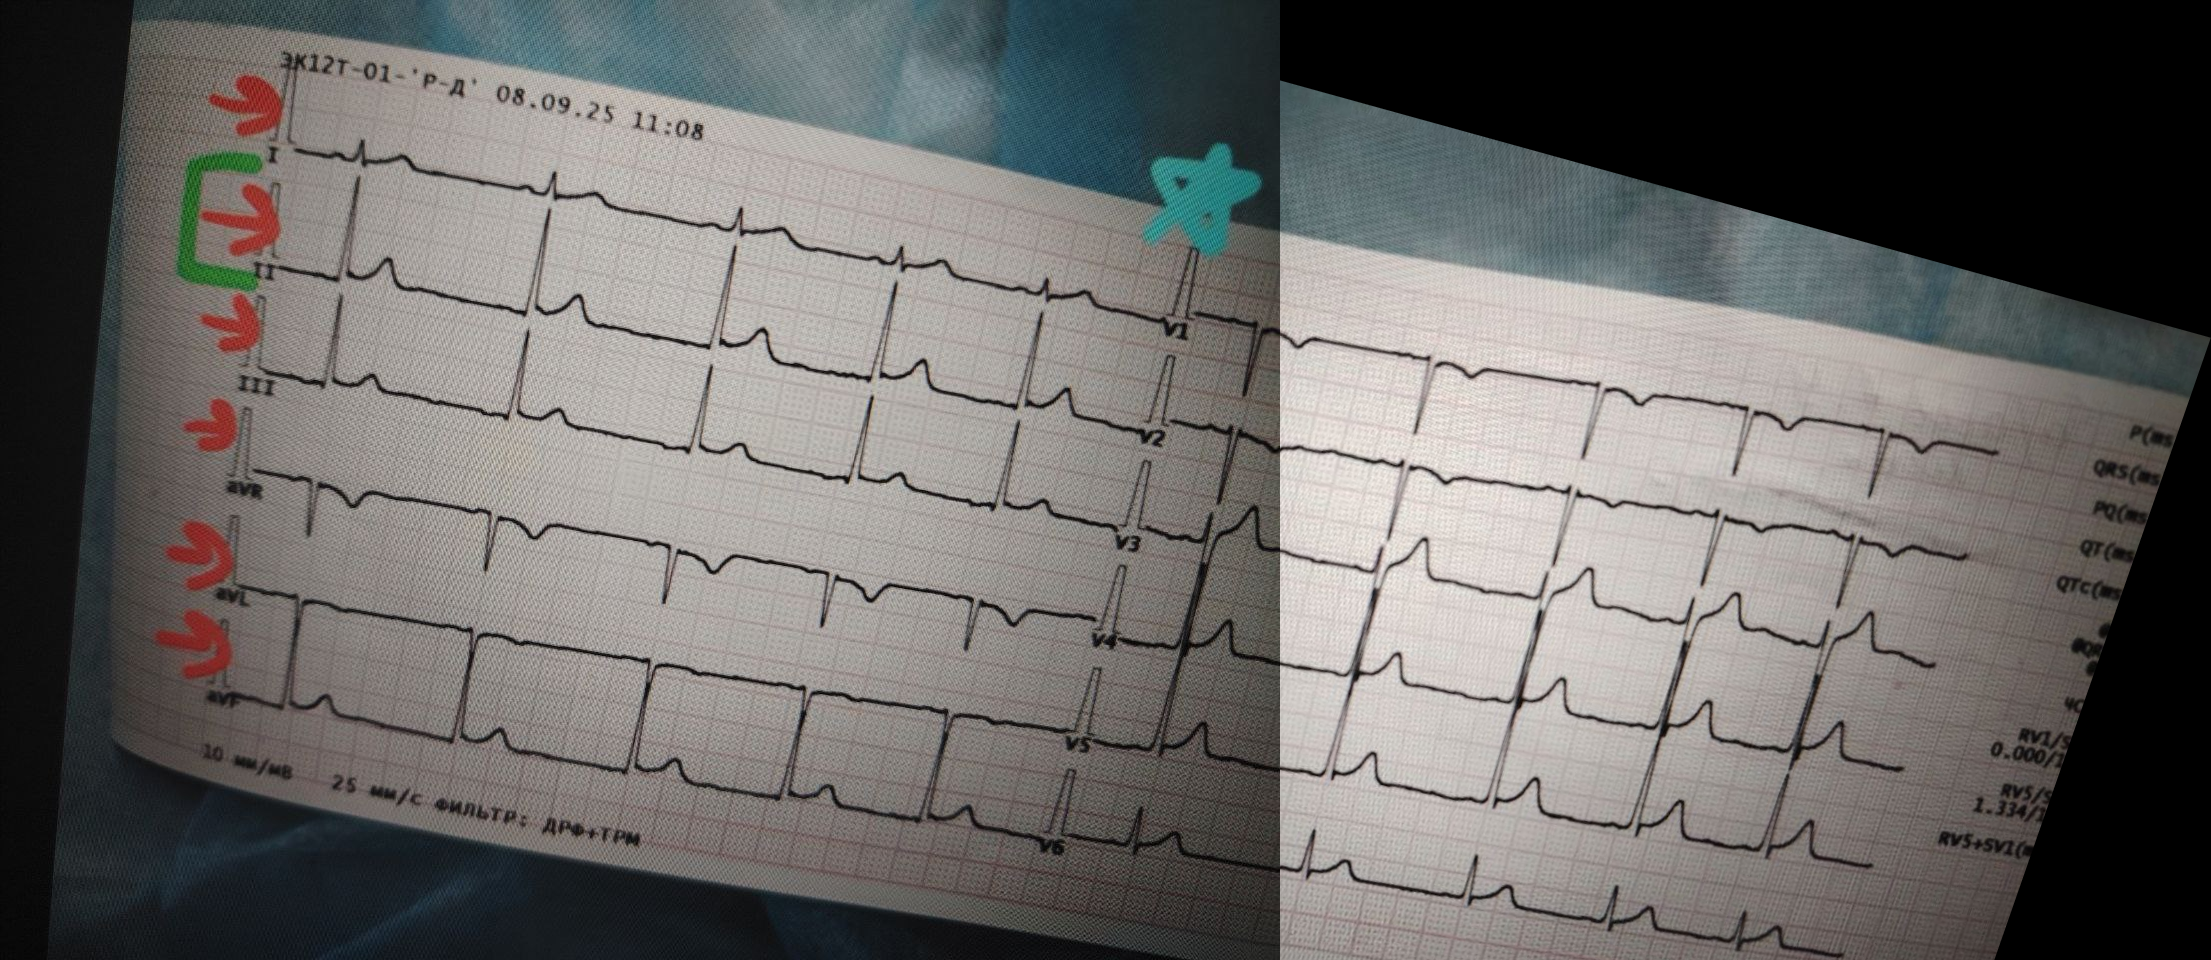 ЭК12Т-01-'Р-Д' 08.09.25 11:08
I
II
III
aVR
aVL
aVF
V1
V2
V3
V4
V5
V6
P(ms
QRS(ms
PQ(ms
QT(ms
QTc(ms
RV1/S
0.000/
RV5/S
1.334/
RV5+SV1(m
10 мм/мВ 25 мм/с ФИЛЬТР: ДРФ+ТРМ